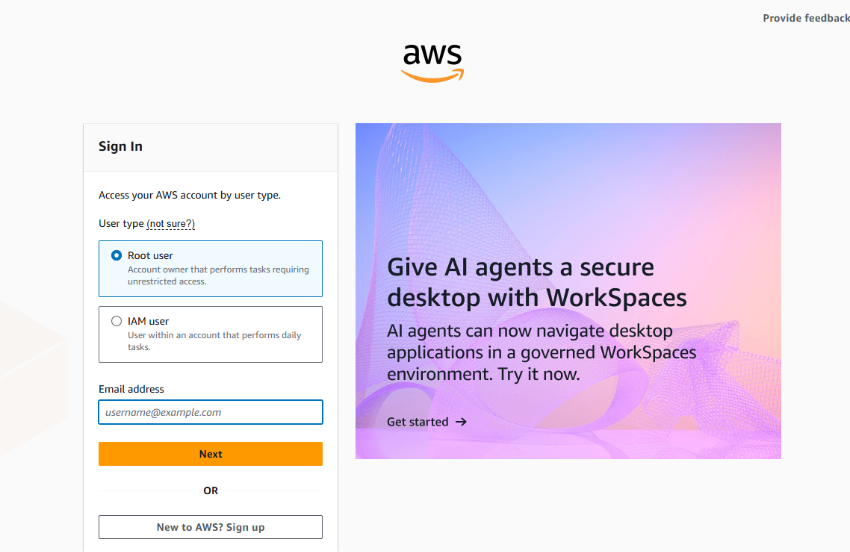 Provide feedback
aws
Sign In
Access your AWS account by user type.
User type (not sure?)
Root user
Account owner that performs tasks requiring
unrestricted access.
IAM user
User within an account that performs daily
tasks.
Email address
username@example.com
Next
OR
New to AWS? Sign up
Give AI agents a secure
desktop with WorkSpaces
AI agents can now navigate desktop
applications in a governed WorkSpaces
environment. Try it now.
Get started →